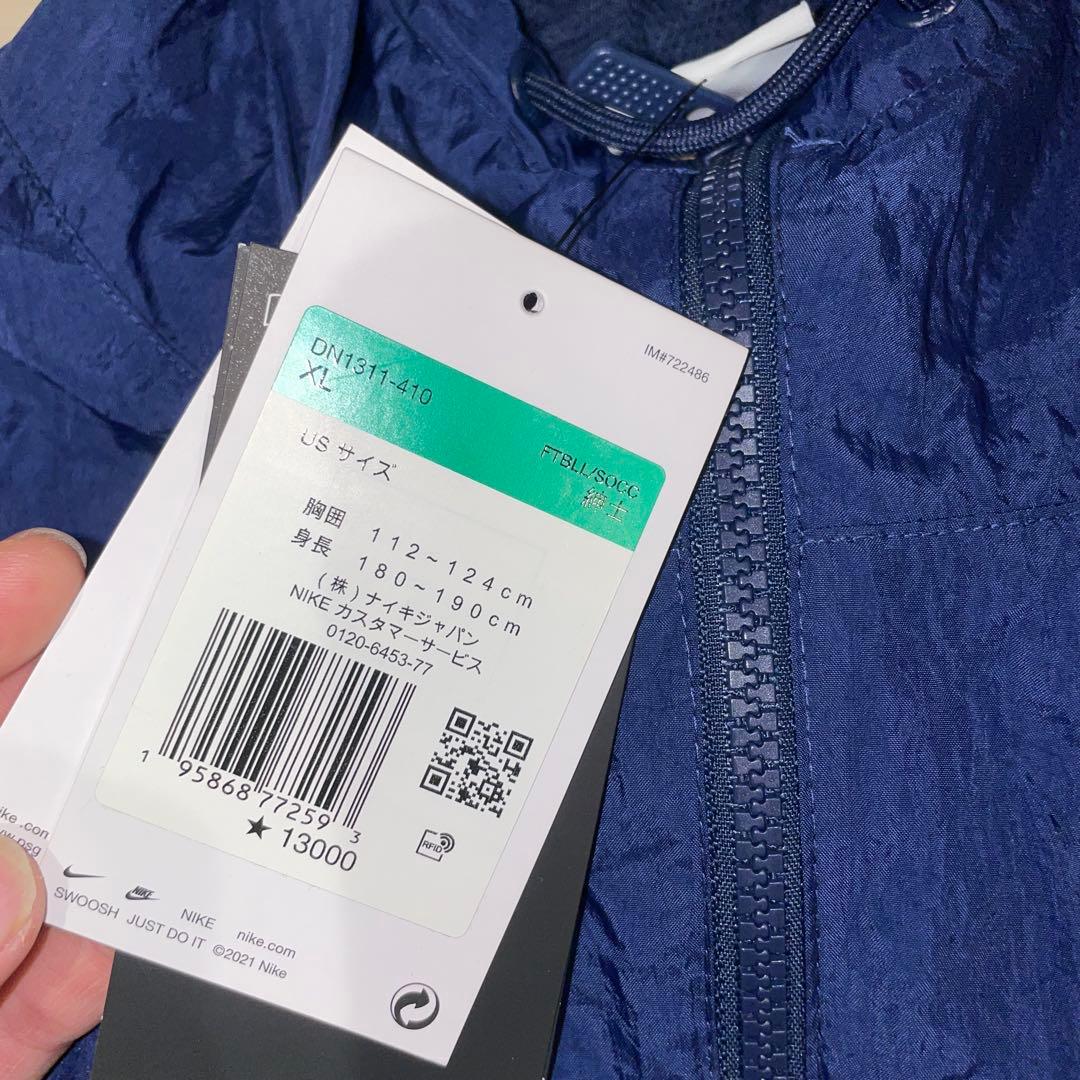 IM#722486
DN1311-410
XL
FTBLL/SOCC
紳士
US サイズ
胸囲 112~124cm
身長 180~190cm
(株)ナイキジャパン
NIKE カスタマーサービス
0120-6453-77
1 95868 77259 3
★ 13000
RFID
NIKE
NIKE
SWOOSH JUST DO IT
nike.com
©2021 Nike